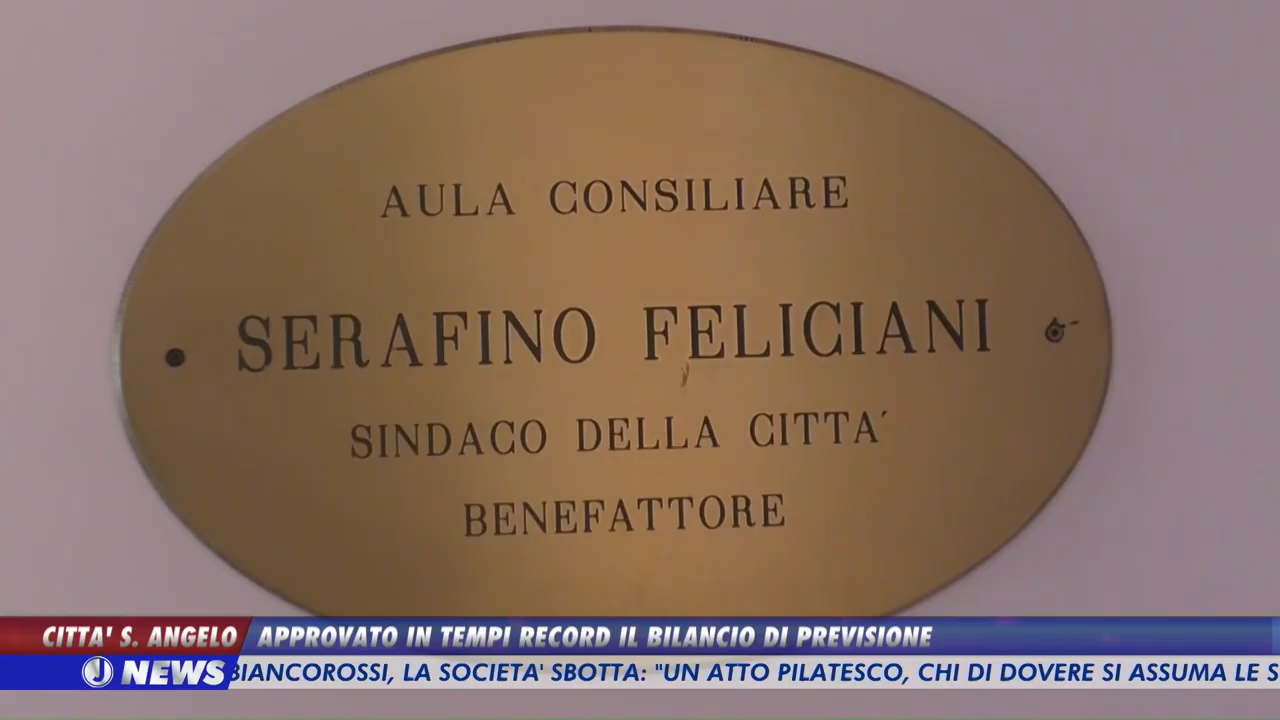 AULA CONSILIARE
SERAFINO FELICIANI
SINDACO DELLA CITTA´
BENEFATTORE
CITTA' S. ANGELO APPROVATO IN TEMPI RECORD IL BILANCIO DI PREVISIONE
J NEWS BIANCOROSSI, LA SOCIETA' SBOTTA: "UN ATTO PILATESCO, CHI DI DOVERE SI ASSUMA LE S